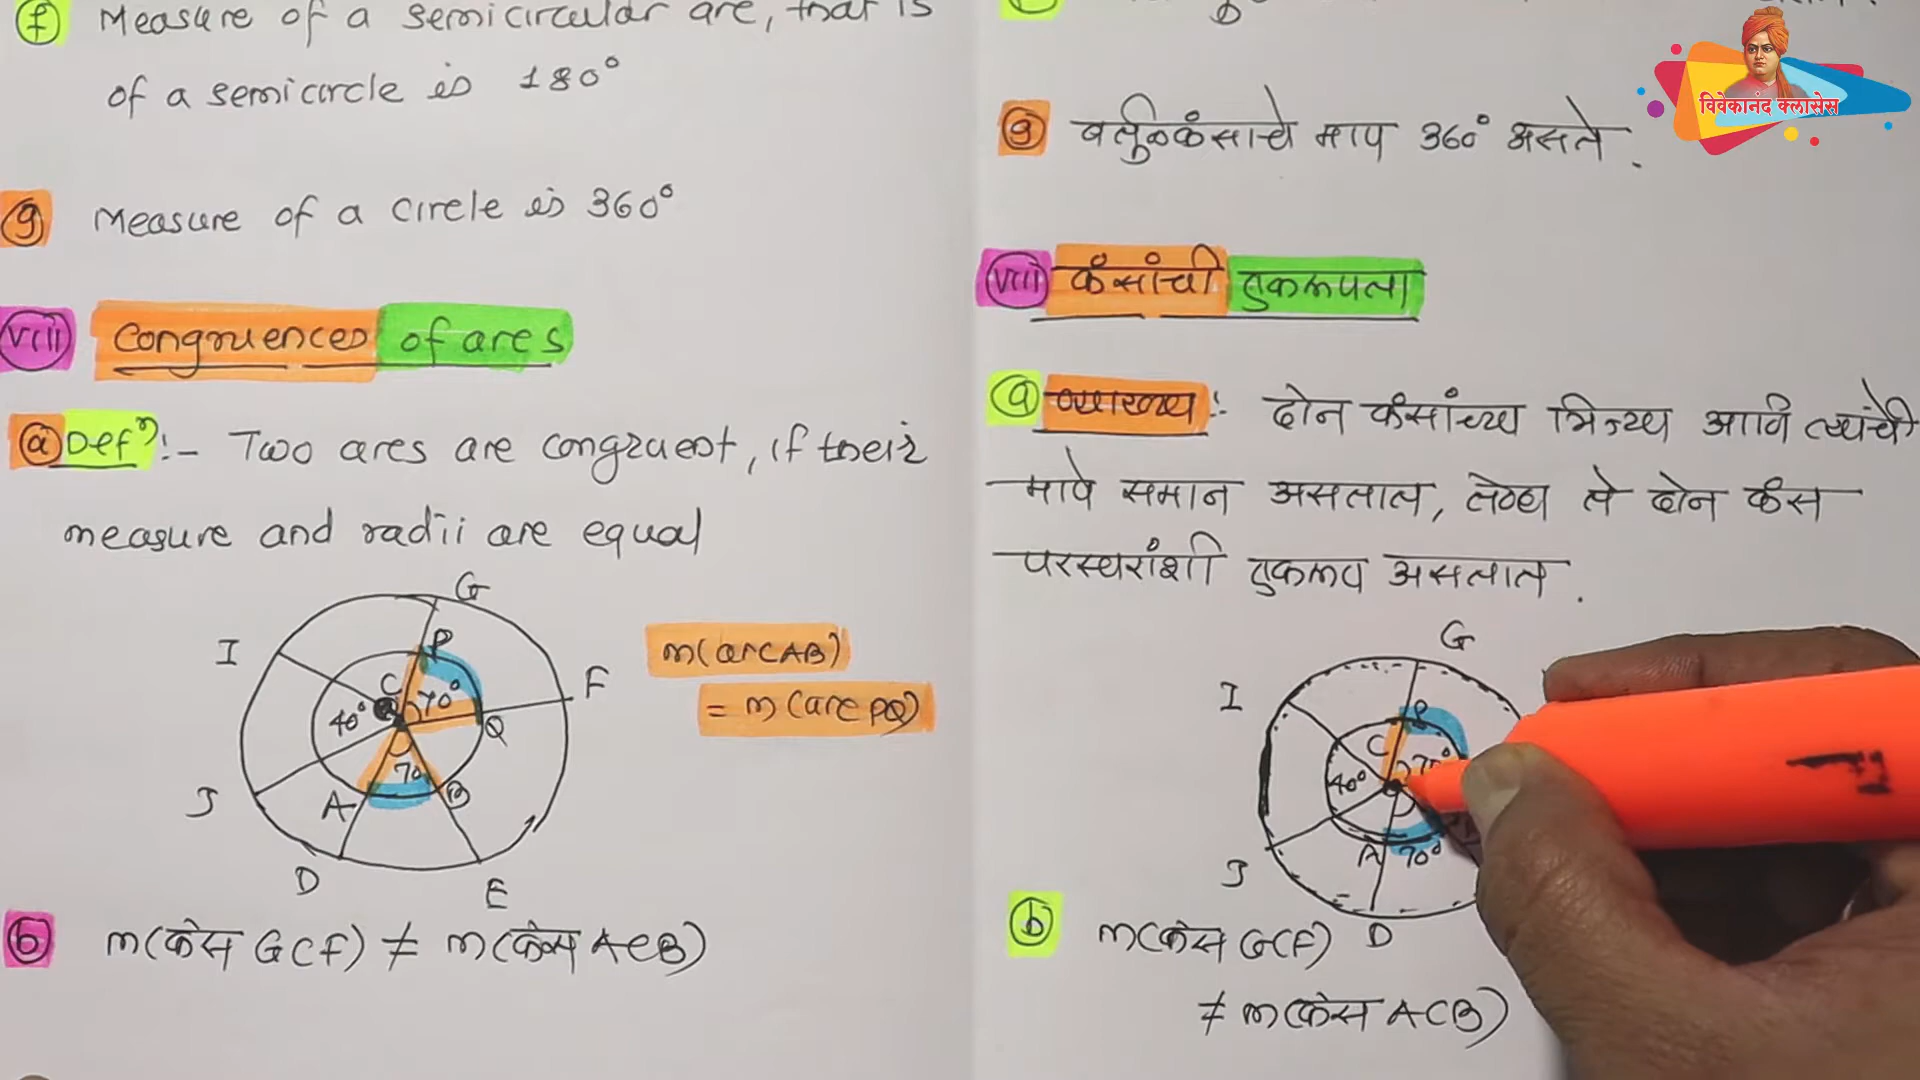 f Measure of a semicircular arc, that is
of a semicircle is 180°
g Measure of a circle is 360°
viii Congruences of arcs
a Defⁿ :- Two arcs are congruent, if their
measure and radii are equal
G
I
P
C
70°
F
40°
Q
70
J
A
B
D
E
m(arc AB)
= m(arc PQ)
b m(कंस GCF) ≠ m(कंस ACB)
g वर्तुळकंसाचे माप 360° असते.
viii कंसांची एकरूपता
a व्याख्या :- दोन कंसांच्या त्रिज्या आणि त्यांची
मापे समान असतात, तेव्हा ते दोन कंस
परस्परांशी एकरूप असतात.
G
I
P
C
70°
40°
A
70°
J
D
b m(कंस GCF)
≠ m(कंस ACB)
विवेकानंद क्लासेस